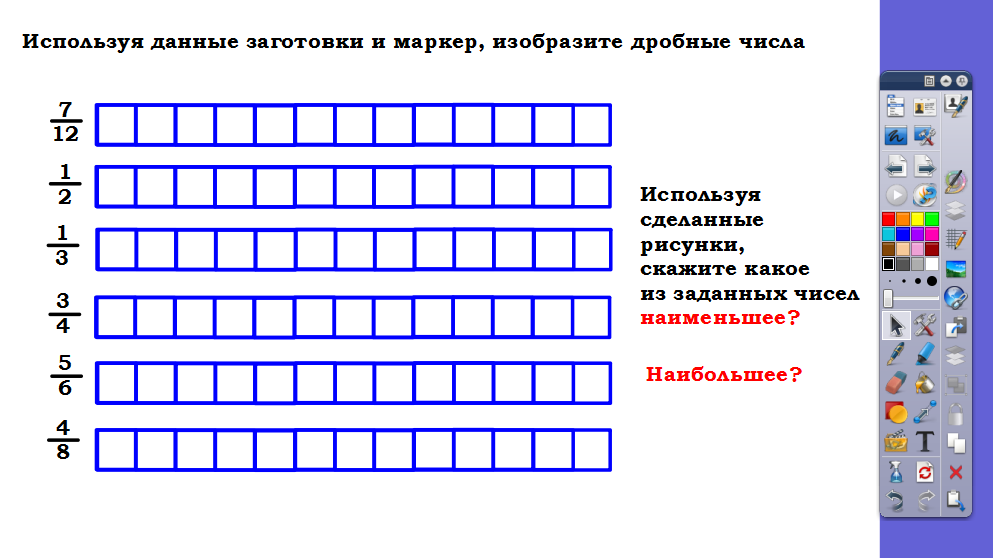 Используя данные заготовки и маркер, изобразите дробные числа
7
12
1
2
1
3
3
4
5
6
4
8
Используя
сделанные
рисунки,
скажите какое
из заданных чисел
наименьшее?
Наибольшее?
T